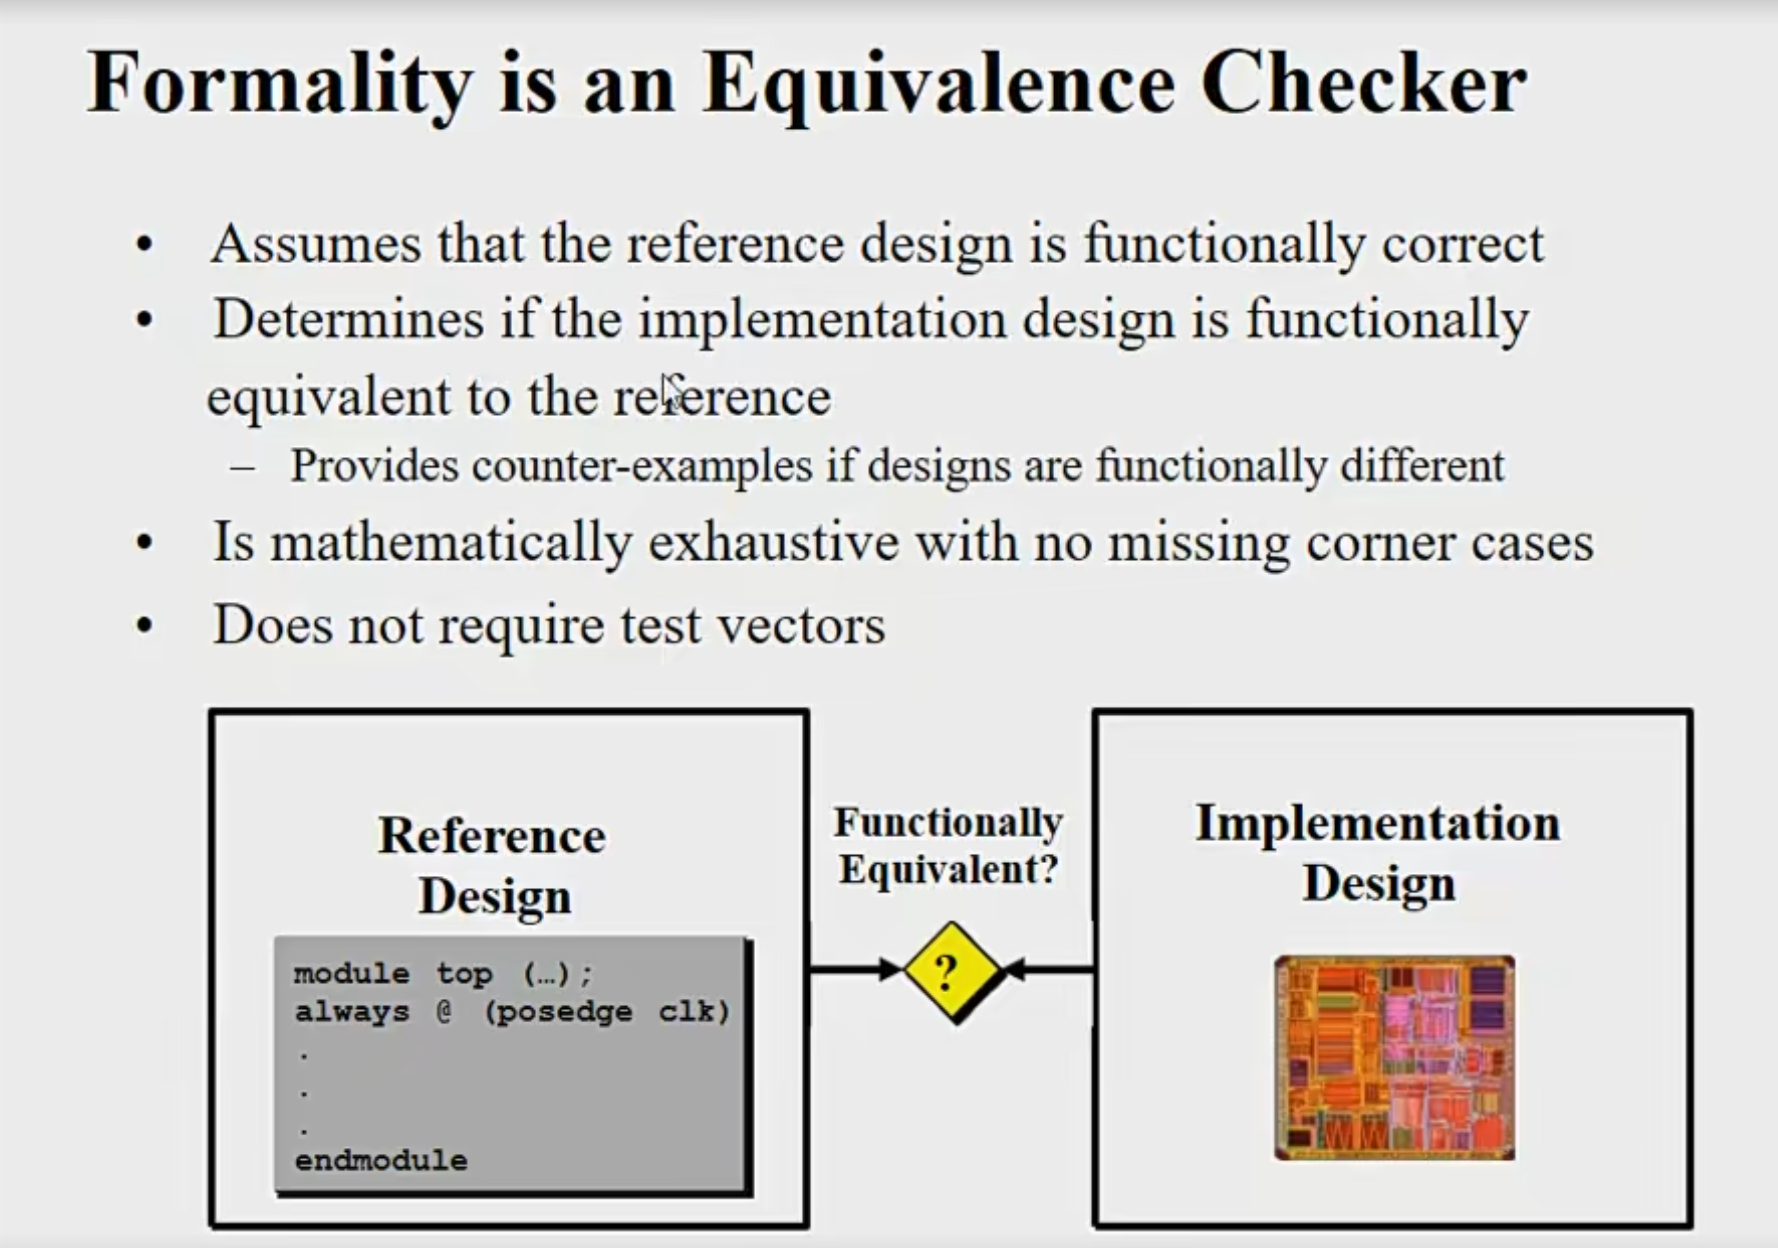 Formality is an Equivalence Checker
• Assumes that the reference design is functionally correct
• Determines if the implementation design is functionally
equivalent to the reference
– Provides counter-examples if designs are functionally different
• Is mathematically exhaustive with no missing corner cases
• Does not require test vectors
Reference
Design
module top (…);
always @ (posedge clk)
.
.
.
endmodule
Functionally
Equivalent?
?
Implementation
Design